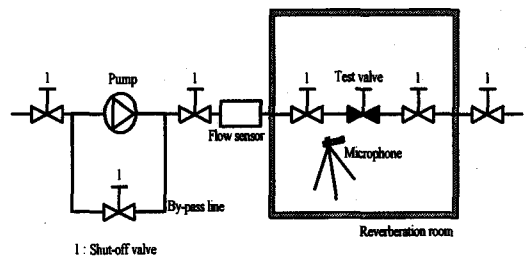 1
Pump
1
1
Test valve
1
1
Flow sensor
Microphone
1
By-pass line
Reverberation room
1 : Shut-off valve